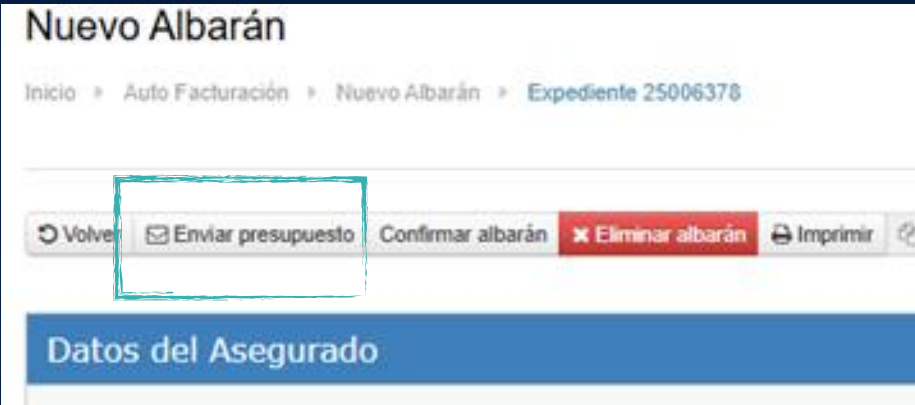 Nuevo Albarán
Inicio » Auto Facturación » Nuevo Albarán » Expediente 25006378
Volver Enviar presupuesto Confirmar albarán Eliminar albarán Imprimir
Datos del Asegurado